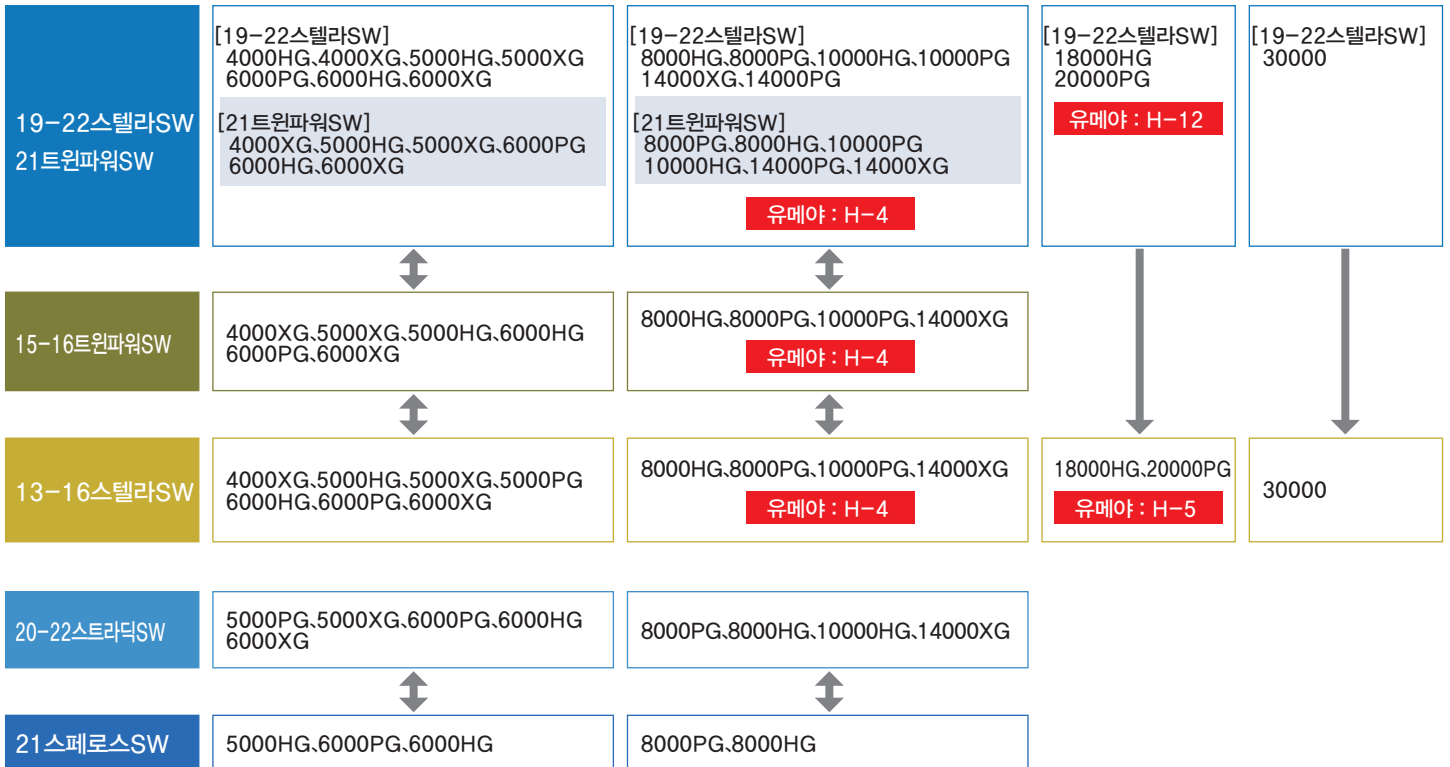 19-22스텔라SW
21트윈파워SW
[19-22스텔라SW]
4000HG、4000XG、5000HG、5000XG
6000PG、6000HG、6000XG
[21트윈파워SW]
4000XG、5000HG、5000XG、6000PG
6000HG、6000XG
[19-22스텔라SW]
8000HG、8000PG、10000HG、10000PG
14000XG、14000PG
[21트윈파워SW]
8000PG、8000HG、10000PG
10000HG、14000PG、14000XG
유메야 : H-4
[19-22스텔라SW]
18000HG
20000PG
유메야 : H-12
[19-22스텔라SW]
30000
15-16트윈파워SW
4000XG、5000XG、5000HG、6000HG
6000PG、6000XG
8000HG、8000PG、10000PG、14000XG
유메야 : H-4
13-16스텔라SW
4000XG、5000HG、5000XG、5000PG
6000HG、6000PG、6000XG
8000HG、8000PG、10000PG、14000XG
유메야 : H-4
18000HG、20000PG
유메야 : H-5
30000
20-22스트라딕SW
5000PG、5000XG、6000PG、6000HG
6000XG
8000PG、8000HG、10000HG、14000XG
21스페로스SW
5000HG、6000PG、6000HG
8000PG、8000HG